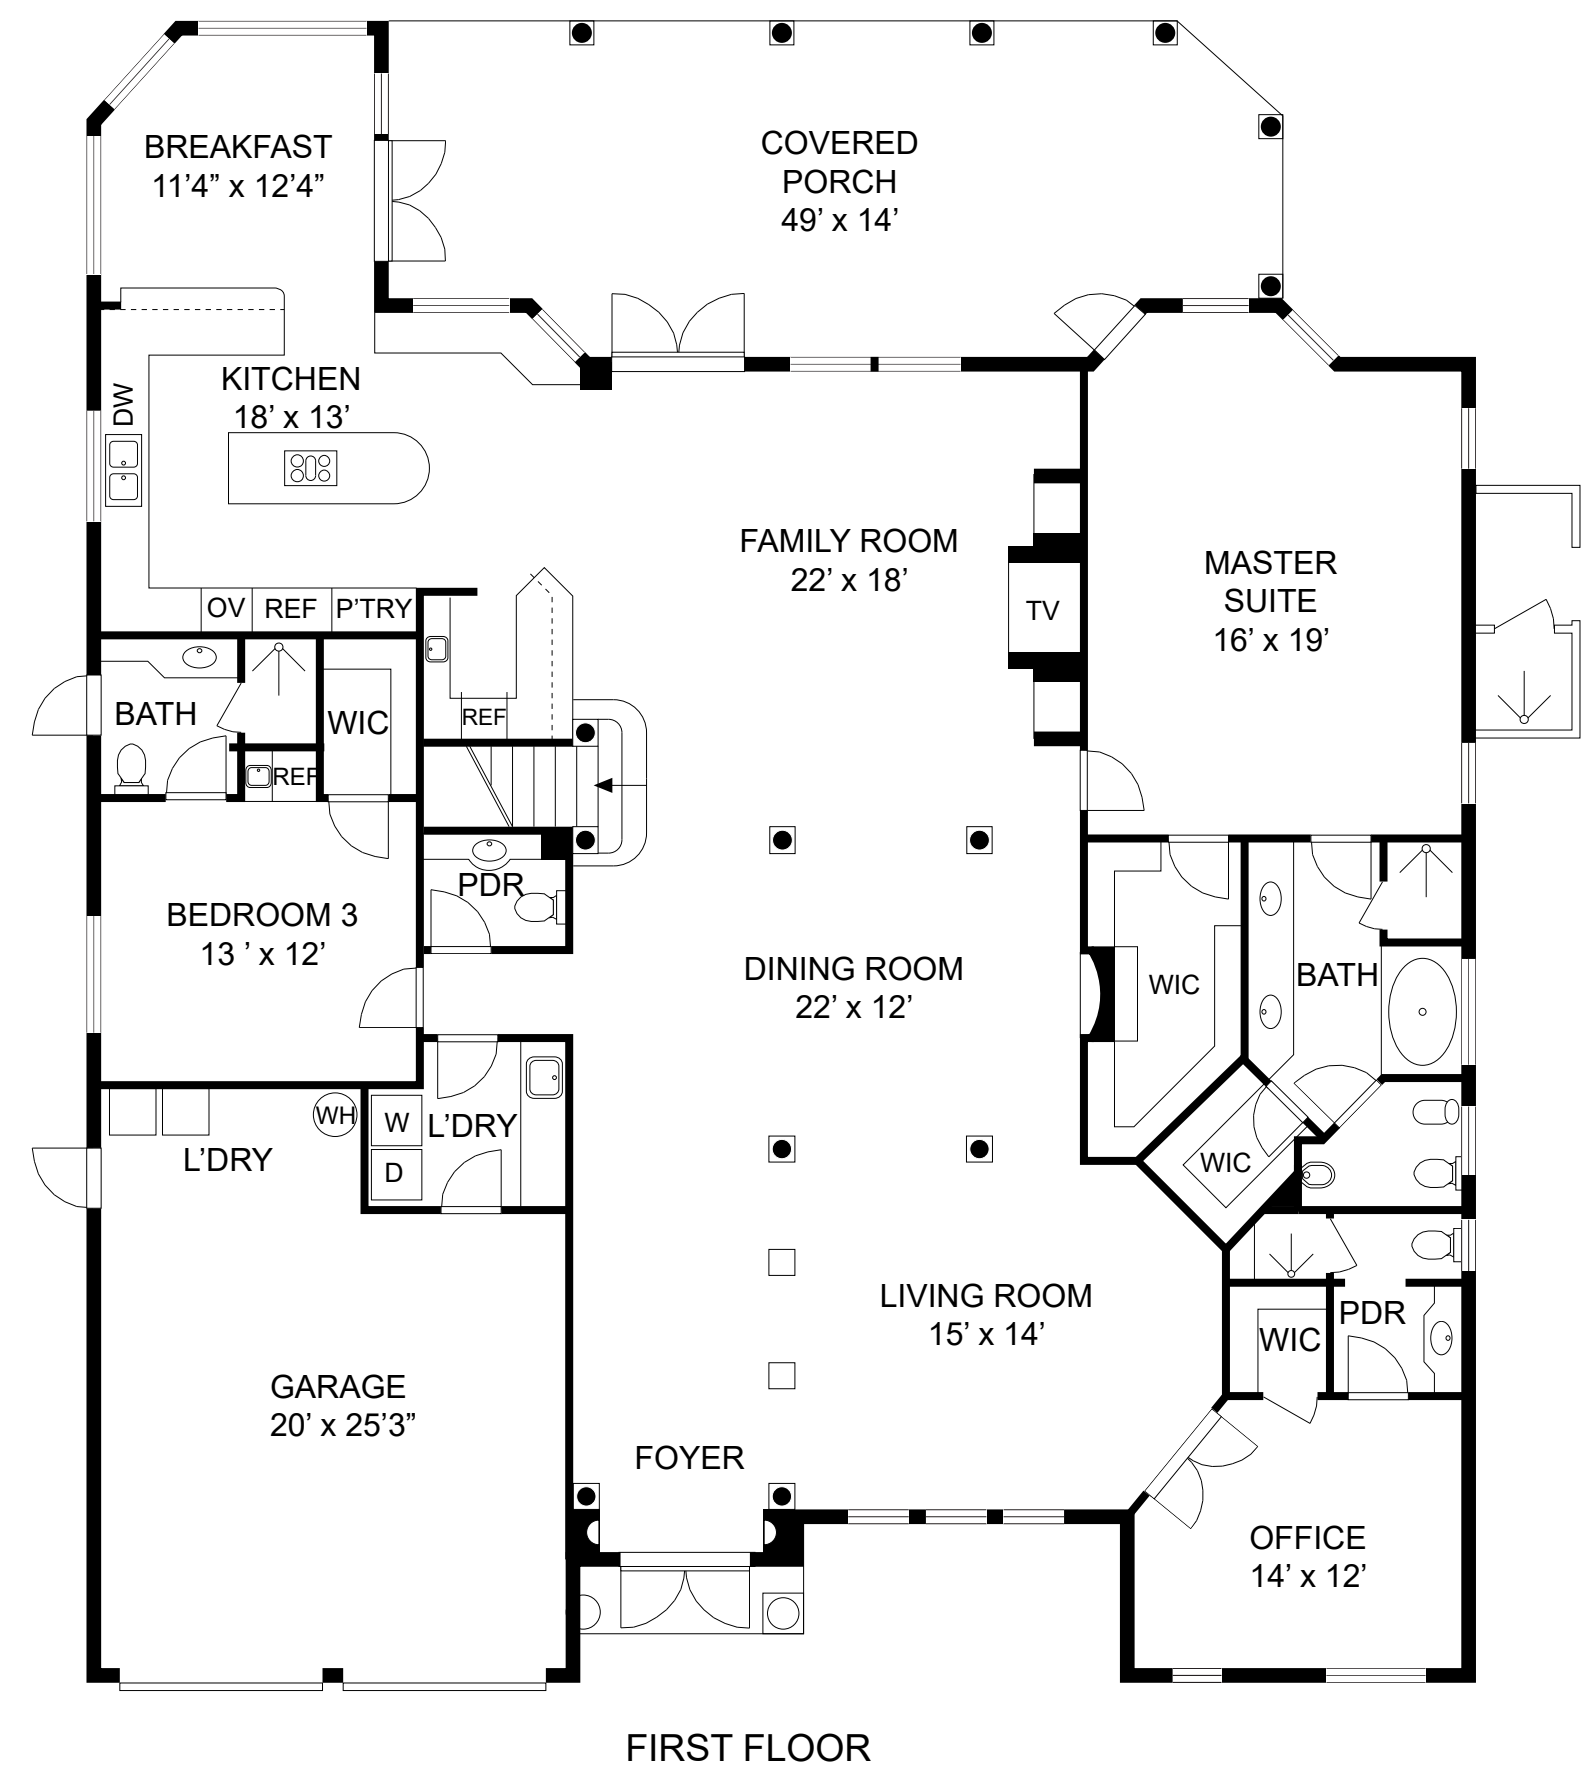 BREAKFAST
11’4” x 12’4”
COVERED
PORCH
49’ x 14’
KITCHEN
18’ x 13’
DW
FAMILY ROOM
22’ x 18’
MASTER
SUITE
16’ x 19’
TV
OV
REF
P’TRY
REF
BATH
WIC
REF
PDR
BEDROOM 3
13 ’ x 12’
DINING ROOM
22’ x 12’
WIC
BATH
WH
W
D
L’DRY
L’DRY
WIC
LIVING ROOM
15’ x 14’
WIC
PDR
GARAGE
20’ x 25’3”
FOYER
OFFICE
14’ x 12’
FIRST FLOOR